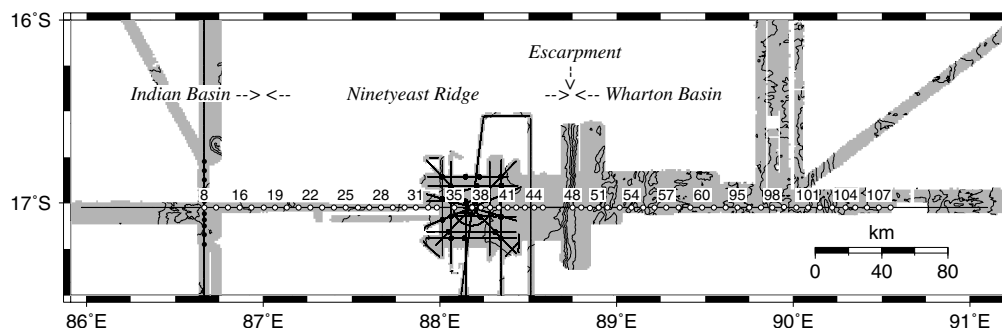 16°S
Escarpment
Indian Basin --> <-- Ninetyeast Ridge --> <-- Wharton Basin
17°S
8 16 19 22 25 28 31 35 38 41 44 48 51 54 57 60 95 98 101 104 107
km
0 40 80
86°E 87°E 88°E 89°E 90°E 91°E